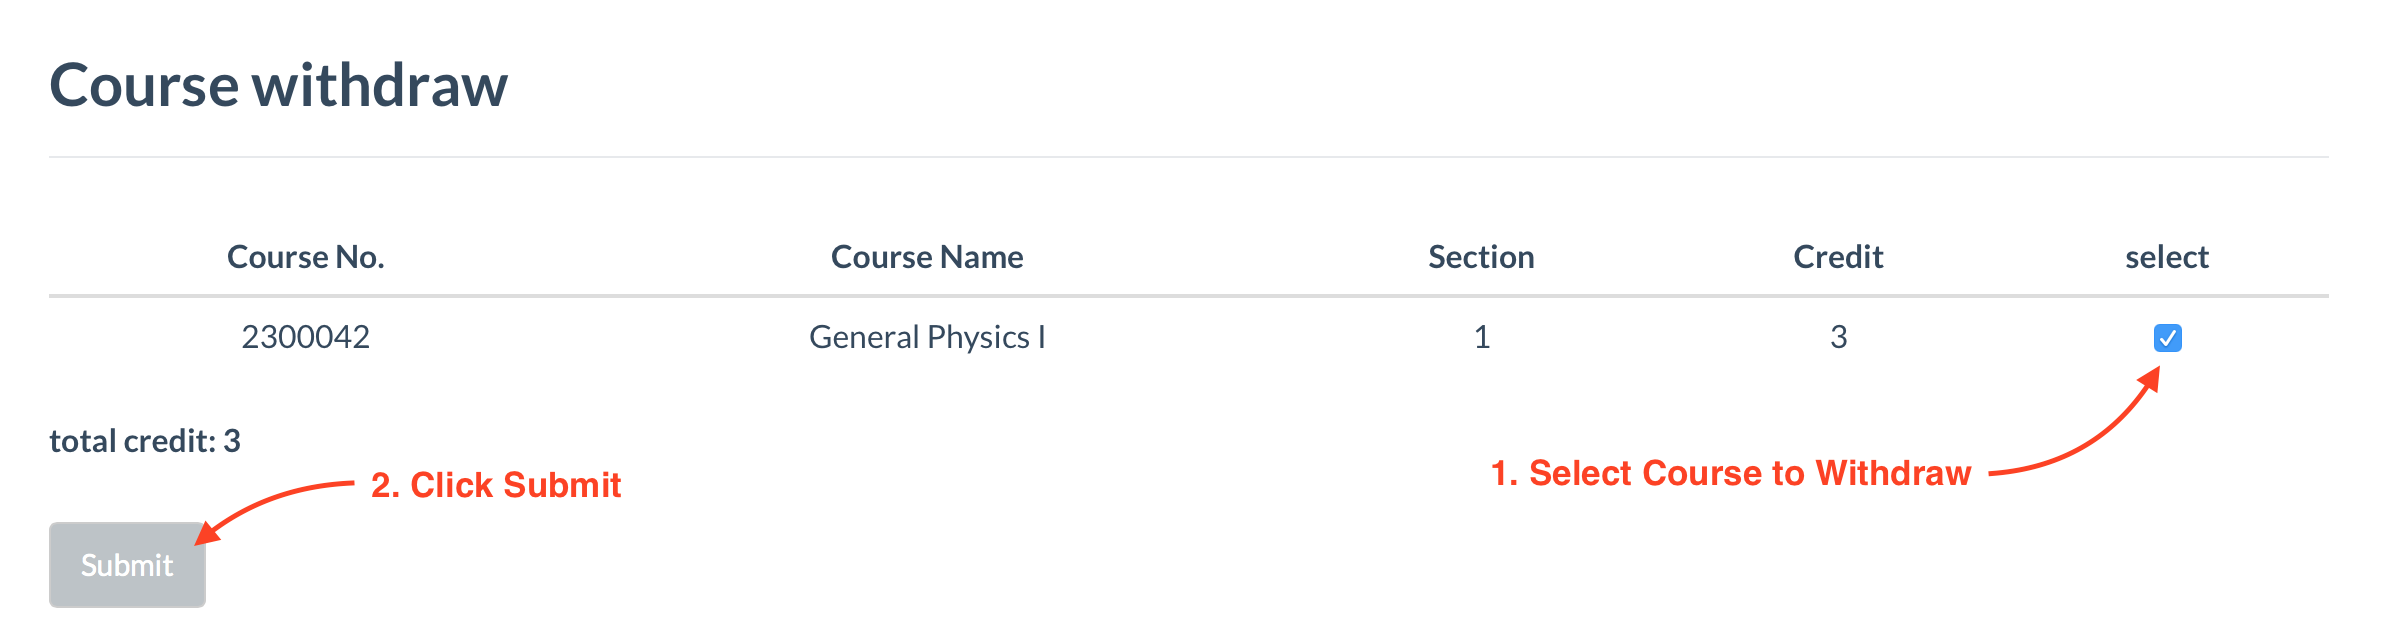 Course withdraw
Course No. Course Name Section Credit select
2300042 General Physics I 1 3
total credit: 3
1. Select Course to Withdraw
2. Click Submit
Submit